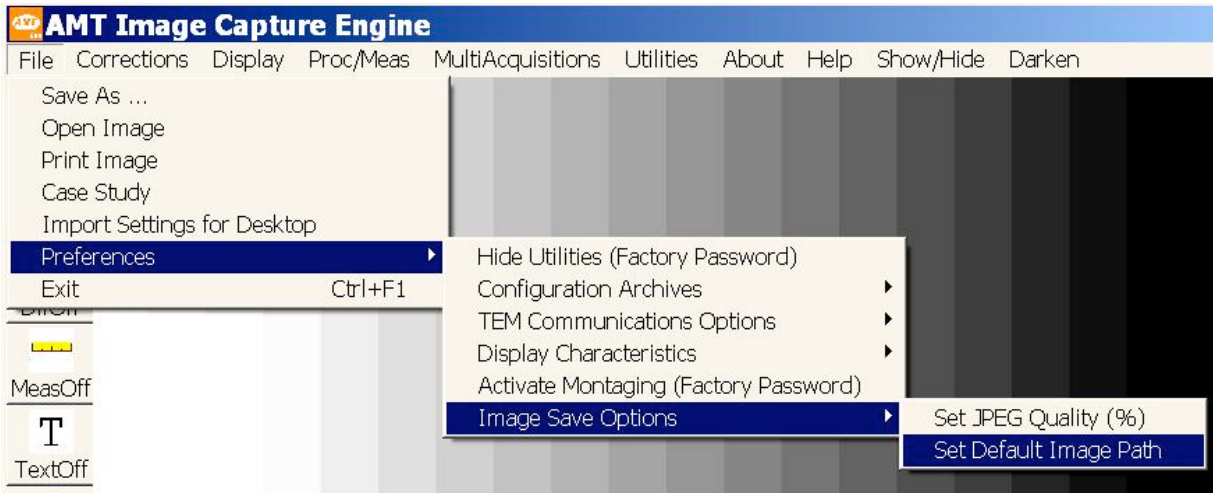 AMT Image Capture Engine
File Corrections Display Proc/Meas MultiAcquisitions Utilities About Help Show/Hide Darken
Save As ...
Open Image
Print Image
Case Study
Import Settings for Desktop
Preferences
Exit Ctrl+F1
Hide Utilities (Factory Password)
Configuration Archives
TEM Communications Options
Display Characteristics
Activate Montaging (Factory Password)
Image Save Options
Set JPEG Quality (%)
Set Default Image Path
MeasOff
T
TextOff